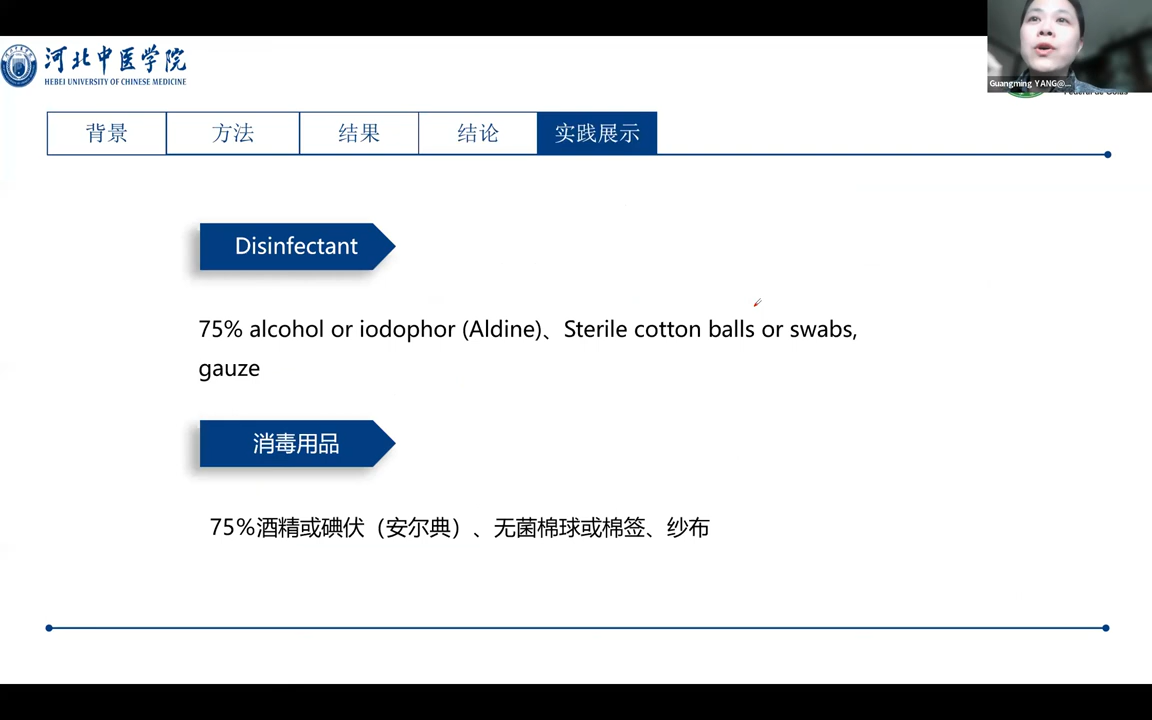 河北中医学院
HEBEI UNIVERSITY OF CHINESE MEDICINE
Guangming YANG@...
背景 方法 结果 结论 实践展示
Disinfectant
75% alcohol or iodophor (Aldine)、Sterile cotton balls or swabs,
gauze
消毒用品
75%酒精或碘伏（安尔典）、无菌棉球或棉签、纱布